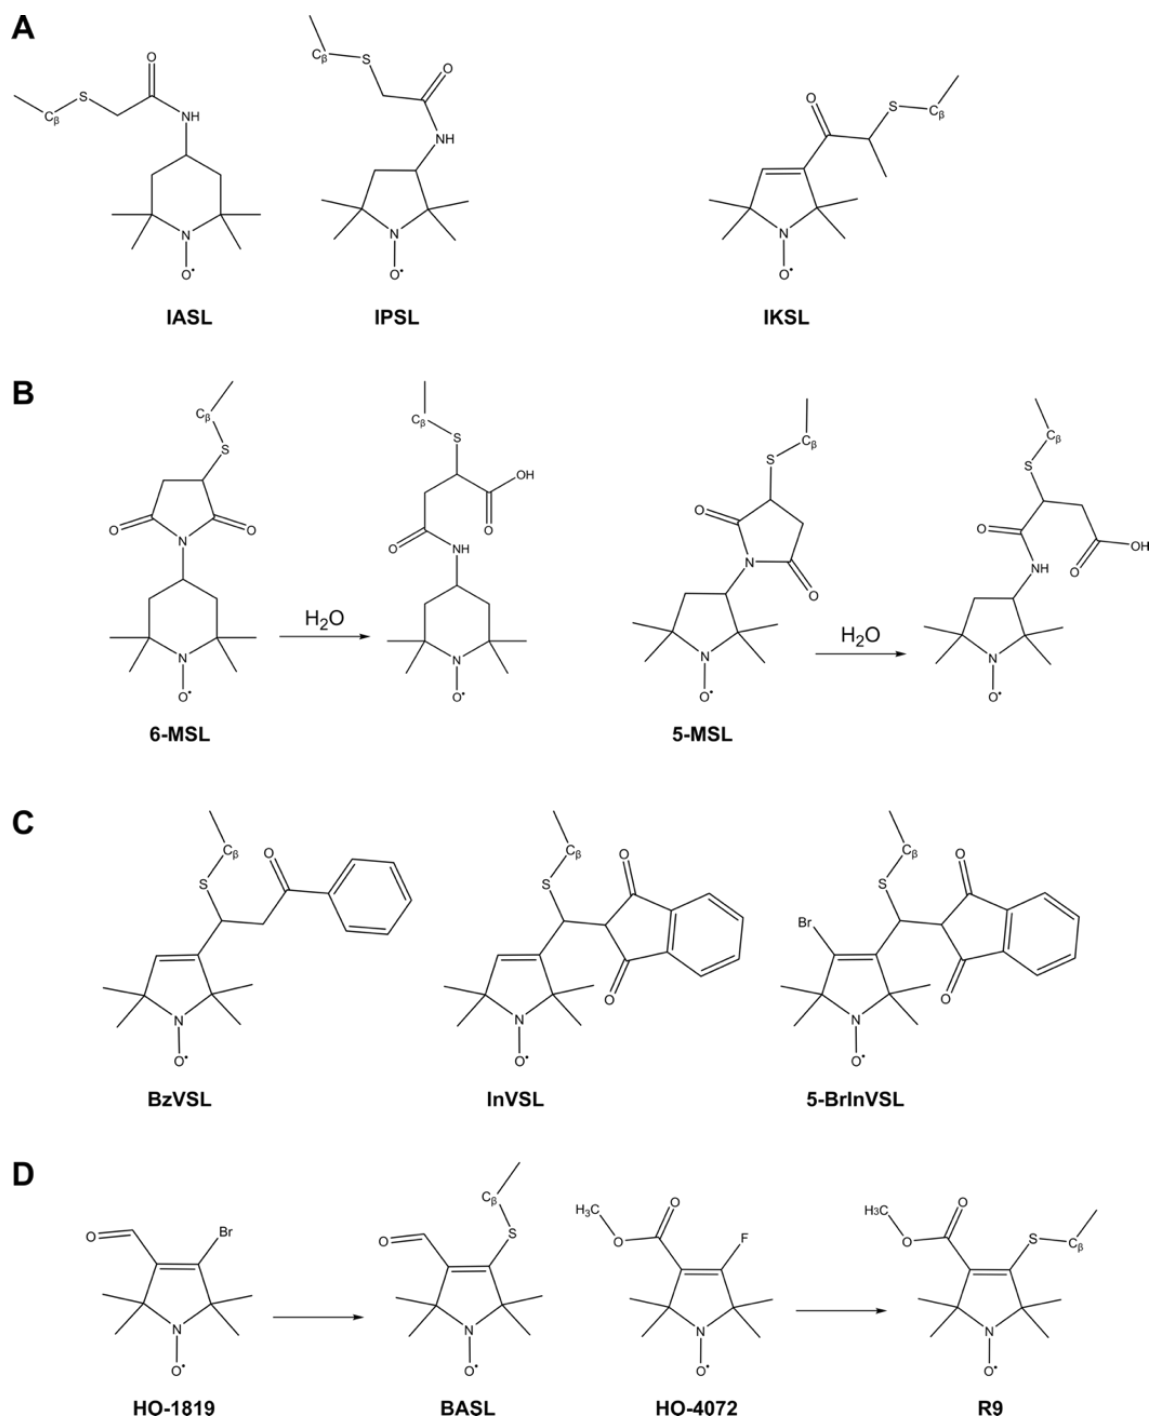 A
O
S
Cβ
NH
N
O•
IASL
Cβ
S
O
NH
N
O•
IPSL
O
S
Cβ
N
O•
IKSL
B
Cβ
S
O
O
N
N
O•
6-MSL
H2O
Cβ
S
OH
O
O
NH
N
O•
S
Cβ
O
N
O
N
O•
5-MSL
H2O
Cβ
S
O
OH
O
NH
N
O•
C
Cβ
O
S
N
O•
BzVSL
Cβ
O
S
O
N
O•
InVSL
Cβ
O
S
Br
O
N
O•
5-BrInVSL
D
O
Br
N
O•
HO-1819
Cβ
S
O
N
O•
BASL
H3C
O
O
F
N
O•
HO-4072
H3C
O
O
S
Cβ
N
O•
R9